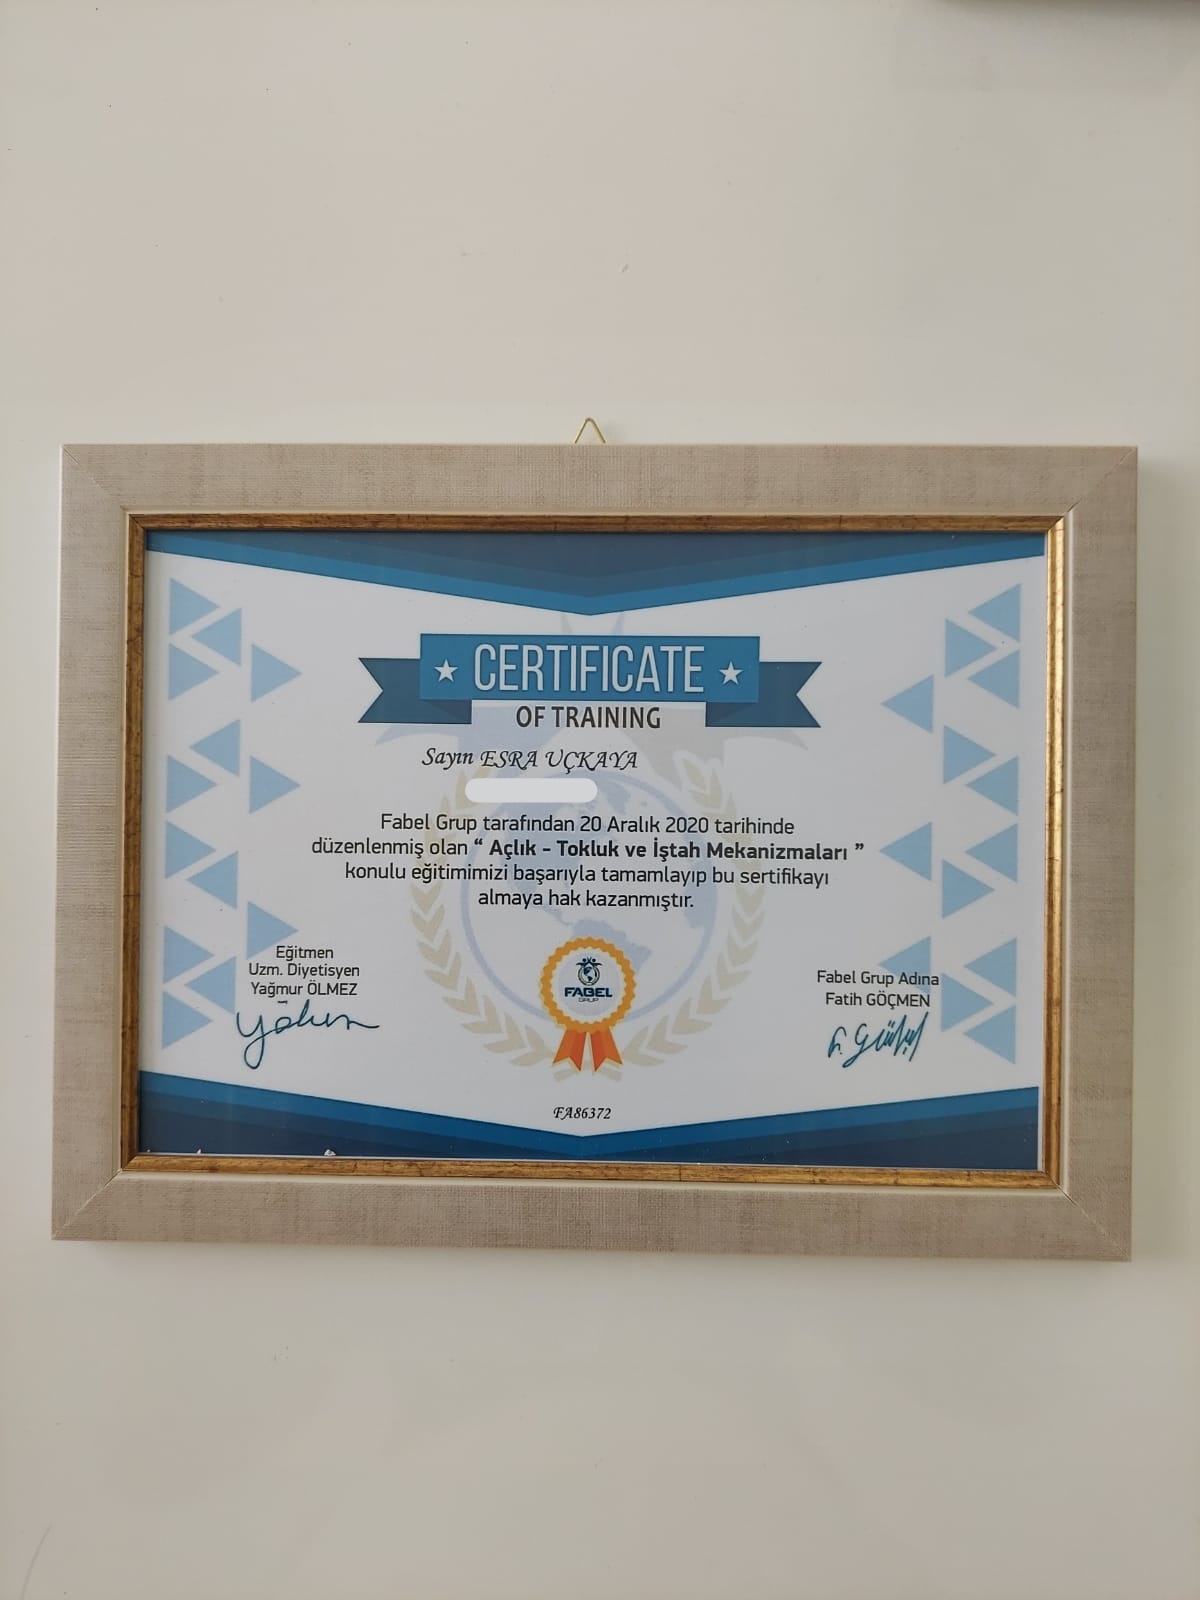 CERTIFICATE
OF TRAINING
Sayın ESRA UÇKAYA
Fabel Grup tarafından 20 Aralık 2020 tarihinde
düzenlenmiş olan “ Açlık - Tokluk ve İştah Mekanizmaları ”
konulu eğitimimizi başarıyla tamamlayıp bu sertifikayı
almaya hak kazanmıştır.
Eğitmen
Uzm. Diyetisyen
Yağmur ÖLMEZ
FABEL
GRUP
Fabel Grup Adına
Fatih GÖÇMEN
FA86372